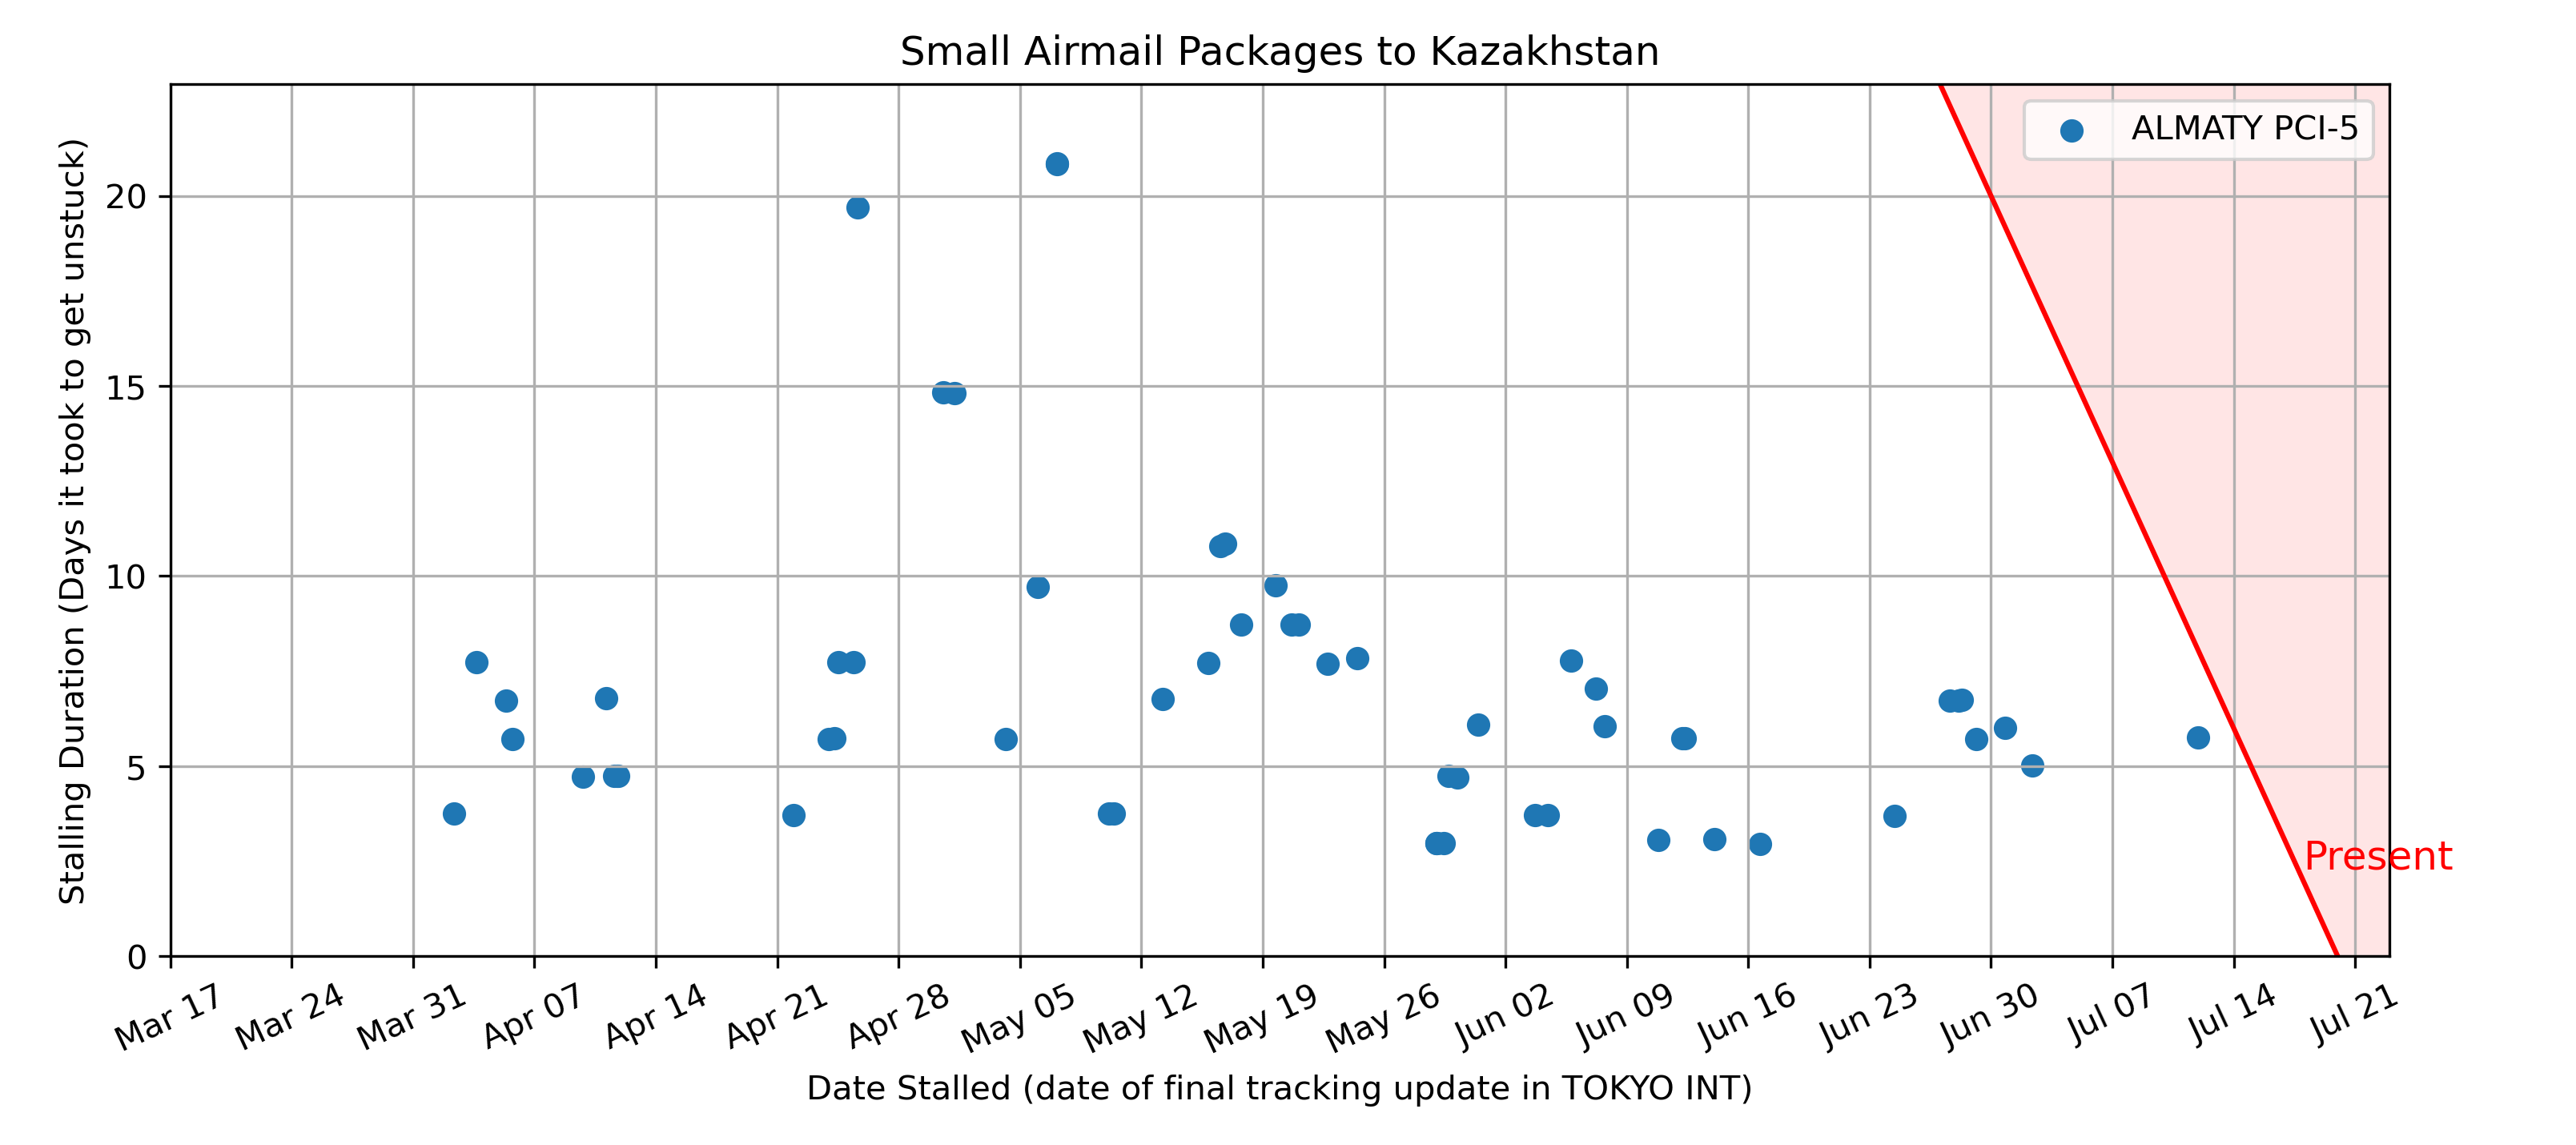 Small Airmail Packages to Kazakhstan
ALMATY PCI-5
Stalling Duration (Days it took to get unstuck)
20
15
10
5
0
Present
Mar 17
Mar 24
Mar 31
Apr 07
Apr 14
Apr 21
Apr 28
May 05
May 12
May 19
May 26
Jun 02
Jun 09
Jun 16
Jun 23
Jun 30
Jul 07
Jul 14
Jul 21
Date Stalled (date of final tracking update in TOKYO INT)